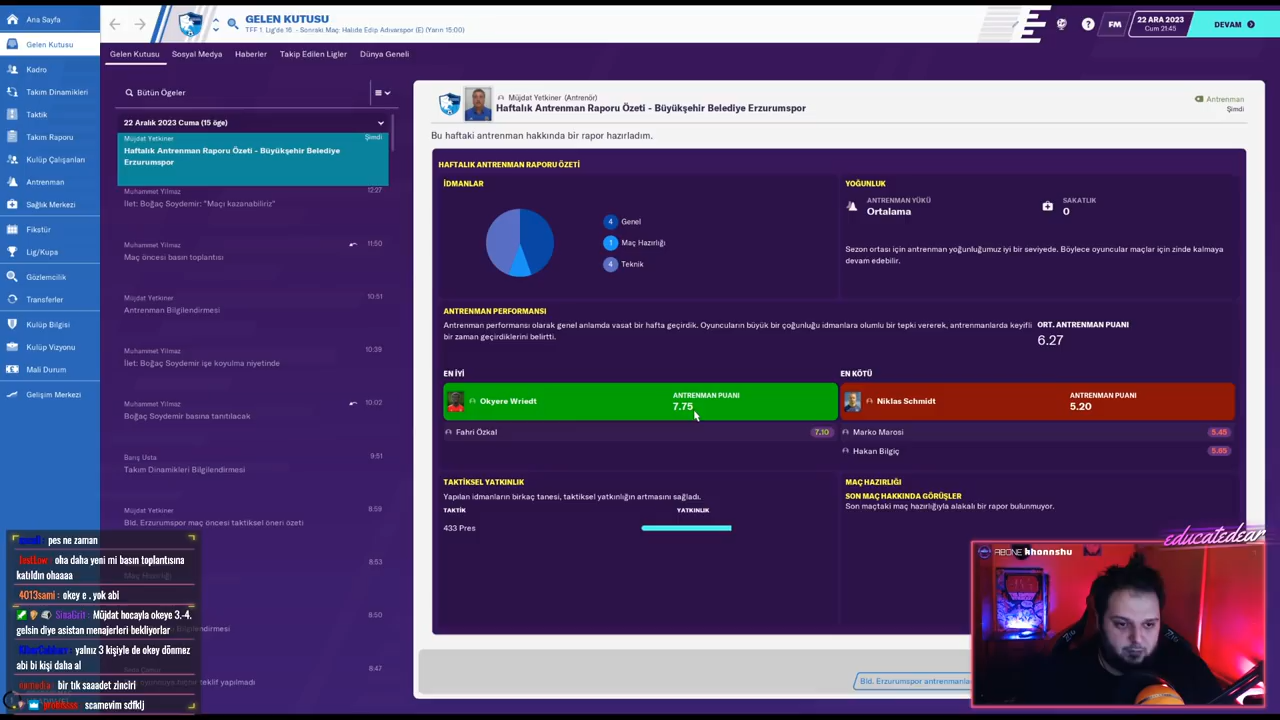 Ana Sayfa
Gelen Kutusu
Kadro
Takım Dinamikleri
Taktik
Takım Raporu
Kulüp Çalışanları
Antrenman
Sağlık Merkezi
Fikstür
Lig/Kupa
Gözlemcilik
Transferler
Kulüp Bilgisi
Kulüp Vizyonu
Mali Durum
Gelişim Merkezi
GELEN KUTUSU
TFF 1. Lig'de 16. - Sonraki Maç: Halide Edip Adıvarspor (E) (Yarın 15:00)
FM
22 ARA 2023
Cum 21:45
DEVAM
Gelen Kutusu
Sosyal Medya
Haberler
Takip Edilen Ligler
Dünya Geneli
Bütün Ögeler
22 Aralık 2023 Cuma (15 öge)
Müjdat Yetkiner
Şimdi
Haftalık Antrenman Raporu Özeti - Büyükşehir Belediye
Erzurumspor
Muhammet Yılmaz
12:27
İlet: Boğaç Soydemir: "Maçı kazanabiliriz"
Muhammet Yılmaz
11:50
Maç öncesi basın toplantısı
Müjdat Yetkiner
10:51
Antrenman Bilgilendirmesi
Muhammet Yılmaz
10:39
İlet: Boğaç Soydemir işe koyulma niyetinde
Muhammet Yılmaz
10:02
Boğaç Soydemir basına tanıtılacak
Barış Usta
9:51
Takım Dinamikleri Bilgilendirmesi
Müjdat Yetkiner
8:59
Bld. Erzurumspor maç öncesi taktiksel öneri özeti
8:53
Maç Hazırlığı
8:50
8:47
teklif yapılmadı
Müjdat Yetkiner (Antrenör)
Haftalık Antrenman Raporu Özeti - Büyükşehir Belediye Erzurumspor
Antrenman
Şimdi
Bu haftaki antrenman hakkında bir rapor hazırladım.
HAFTALIK ANTRENMAN RAPORU ÖZETİ
İDMANLAR
4 Genel
1 Maç Hazırlığı
4 Teknik
YOĞUNLUK
ANTRENMAN YÜKÜ
Ortalama
SAKATLIK
0
Sezon ortası için antrenman yoğunluğumuz iyi bir seviyede. Böylece oyuncular maçlar için zinde kalmaya
devam edebilir.
ANTRENMAN PERFORMANSI
Antrenman performansı olarak genel anlamda vasat bir hafta geçirdik. Oyuncuların büyük bir çoğunluğu idmanlara olumlu bir tepki vererek, antrenmanlarda keyifli
bir zaman geçirdiklerini belirtti.
ORT. ANTRENMAN PUANI
6.27
EN İYİ
Okyere Wriedt
ANTRENMAN PUANI
7.75
Fahri Özkal
7.10
EN KÖTÜ
Niklas Schmidt
ANTRENMAN PUANI
5.20
Marko Marosi
5.45
Hakan Bilgiç
5.65
TAKTİKSEL YATKINLIK
Yapılan idmanların birkaç tanesi, taktiksel yatkınlığın artmasını sağladı.
TAKTİK
YATKINLIK
433 Pres
MAÇ HAZIRLIĞI
SON MAÇ HAKKINDA GÖRÜŞLER
Son maçtaki maç hazırlığıyla alakalı bir rapor bulunmuyor.
Bld. Erzurumspor antrenmanla
pes ne zaman
oha daha yeni mi basın toplantısına
katıldın ohaaaa
4013sami: okey e . yok abi
SinaGrit: Müjdat hocayla okeye 3.-4.
gelsin diye asistan menajerleri bekliyorlar
yalnız 3 kişiyle de okey dönmez
abi bi kişi daha al
bir tık saadet zinciri
scamevim sdfklj
ABONE khonnshu
educatedear